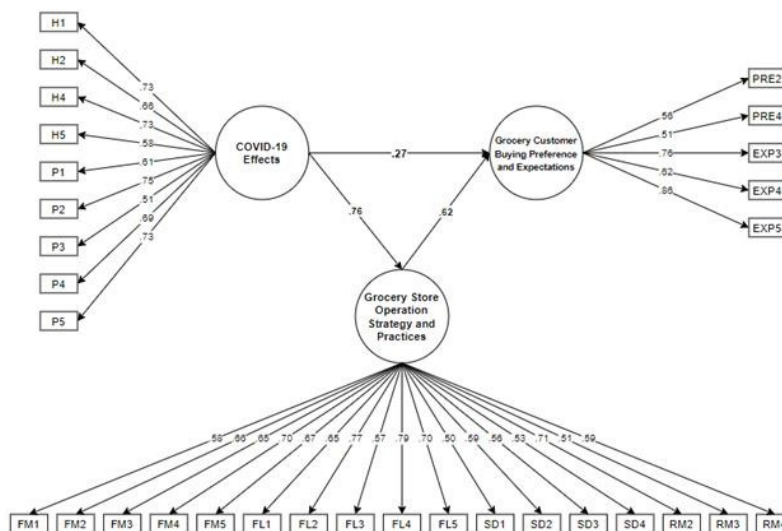 H1
H2
H4
H5
P1
P2
P3
P4
P5
.73
.66
.73
.58
.61
.75
.51
.69
.73
COVID-19
Effects
.27
.76
.62
Grocery Customer
Buying Preference
and Expectations
.56
.51
.76
.62
.86
PRE2
PRE4
EXP3
EXP4
EXP5
Grocery Store
Operation
Strategy and
Practices
.58 .66 .65 .70 .67 .65 .77 .57 .79 .70 .50 .59 .56 .53 .71 .51 .59
FM1 FM2 FM3 FM4 FM5 FL1 FL2 FL3 FL4 FL5 SD1 SD2 SD3 SD4 RM2 RM3